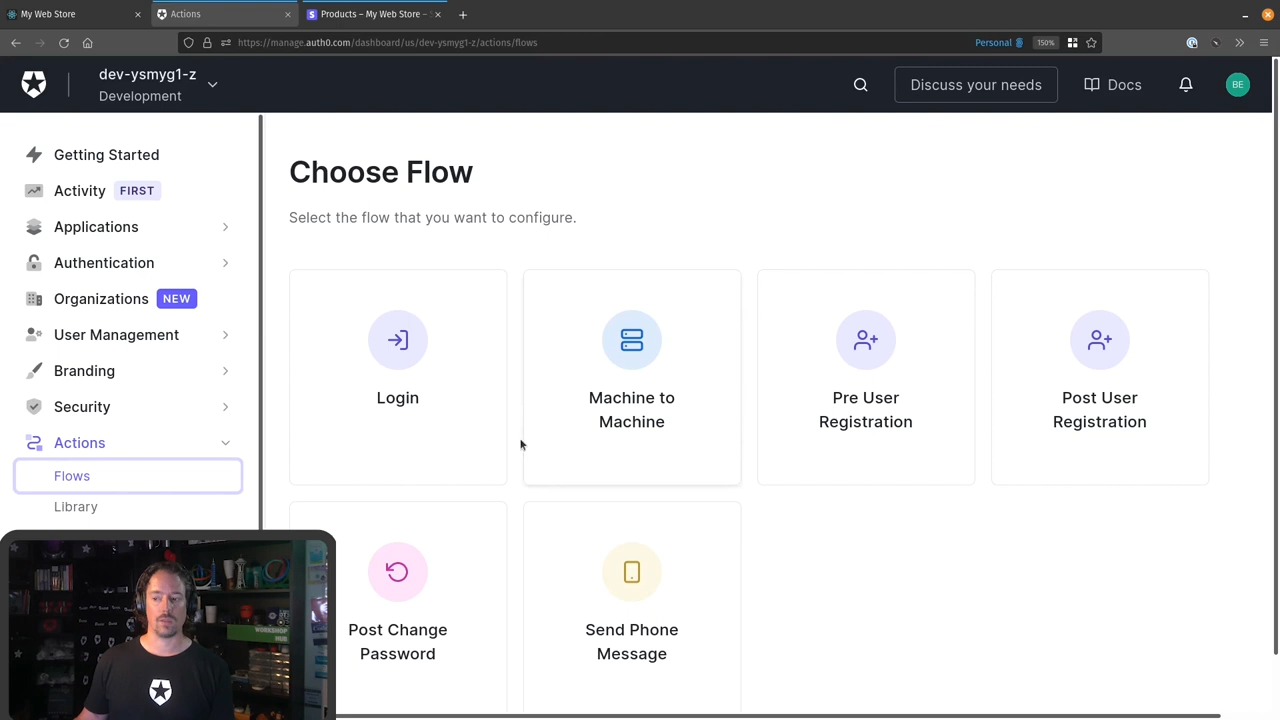 My Web Store
Actions
Products – My Web Store –
https://manage.auth0.com/dashboard/us/dev-ysmyg1-z/actions/flows
Personal
150%
dev-ysmyg1-z
Development
Discuss your needs
Docs
BE
Getting Started
Activity FIRST
Applications
Authentication
Organizations NEW
User Management
Branding
Security
Actions
Flows
Library
Choose Flow
Select the flow that you want to configure.
Login
Machine to
Machine
Pre User
Registration
Post User
Registration
Post Change
Password
Send Phone
Message
WORKSHOP
HUB